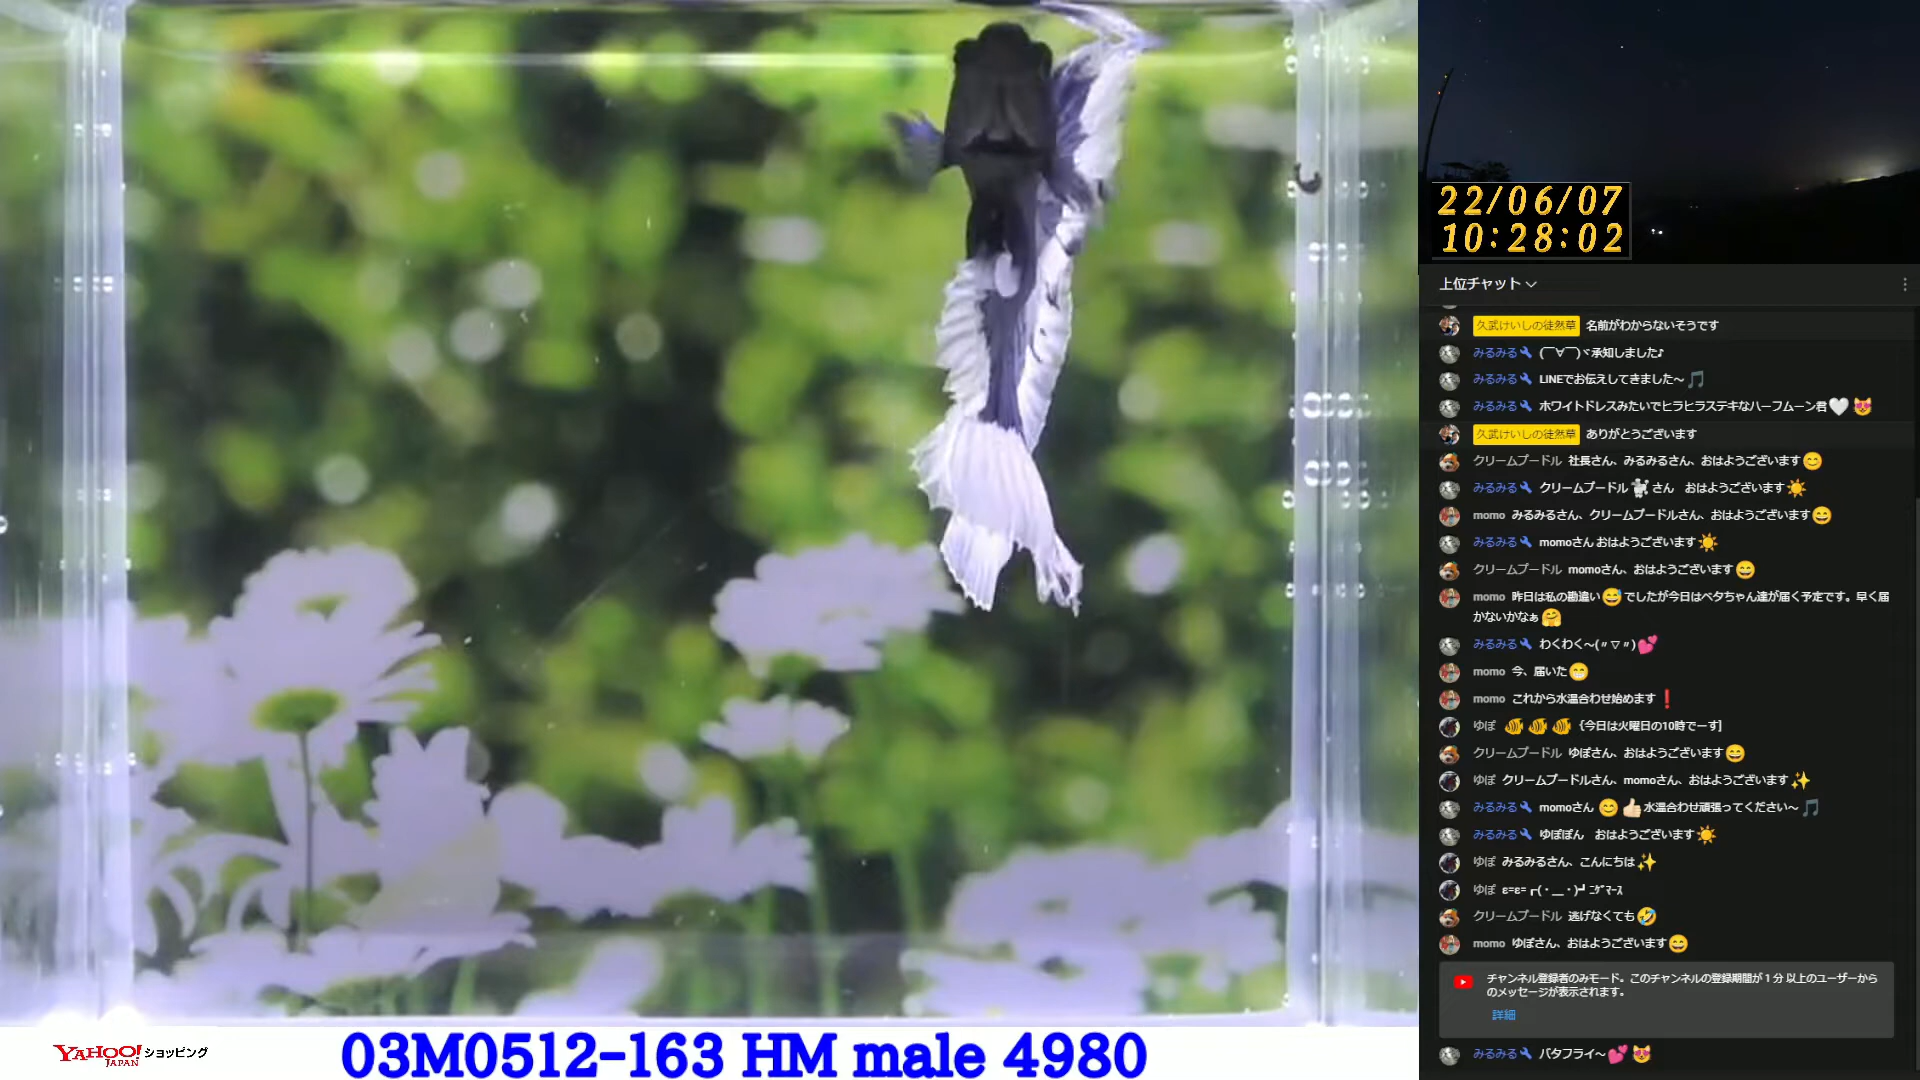 22/06/07
10:28:02
上位チャット
久武けいしの徒然草 名前がわからないそうです
みるみる (￣∀￣)ヾ承知しました♪
みるみる LINEでお伝えしてきました〜🎵
みるみる ホワイトドレスみたいでヒラヒラステキなハーフムーン君🤍😻
久武けいしの徒然草 ありがとうございます
クリームプードル 社長さん、みるみるさん、おはようございます😊
みるみる クリームプードル🐩さん　おはようございます☀️
momo みるみるさん、クリームプードルさん、おはようございます😄
みるみる momoさん おはようございます☀️
クリームプードル momoさん、おはようございます😄
momo 昨日は私の勘違い😅でしたが今日はベタちゃん達が届く予定です。早く届
かないかなぁ🤗
みるみる わくわく〜(〃▽〃)💕
momo 今、届いた😁
momo これから水温合わせ始めます❗
ゆぽ 🐠🐠🐠 {今日は火曜日の10時でーす]
クリームプードル ゆぽさん、おはようございます😄
ゆぽ クリームプードルさん、momoさん、おはようございます✨
みるみる momoさん 😊👍🏻水温合わせ頑張ってください〜🎵
みるみる ゆぽぽん　おはようございます☀️
ゆぽ みるみるさん、こんにちは✨
ゆぽ ε=ε=┏(・＿・)┛ﾆｹﾞﾏｰｽ
クリームプードル 逃げなくても🤣
momo ゆぽさん、おはようございます😄
チャンネル登録者のみモード。このチャンネルの登録期間が 1 分 以上のユーザーから
のメッセージが表示されます。
詳細
みるみる バタフライ〜💕😻
YAHOO! JAPAN ショッピング
03M0512-163 HM male 4980